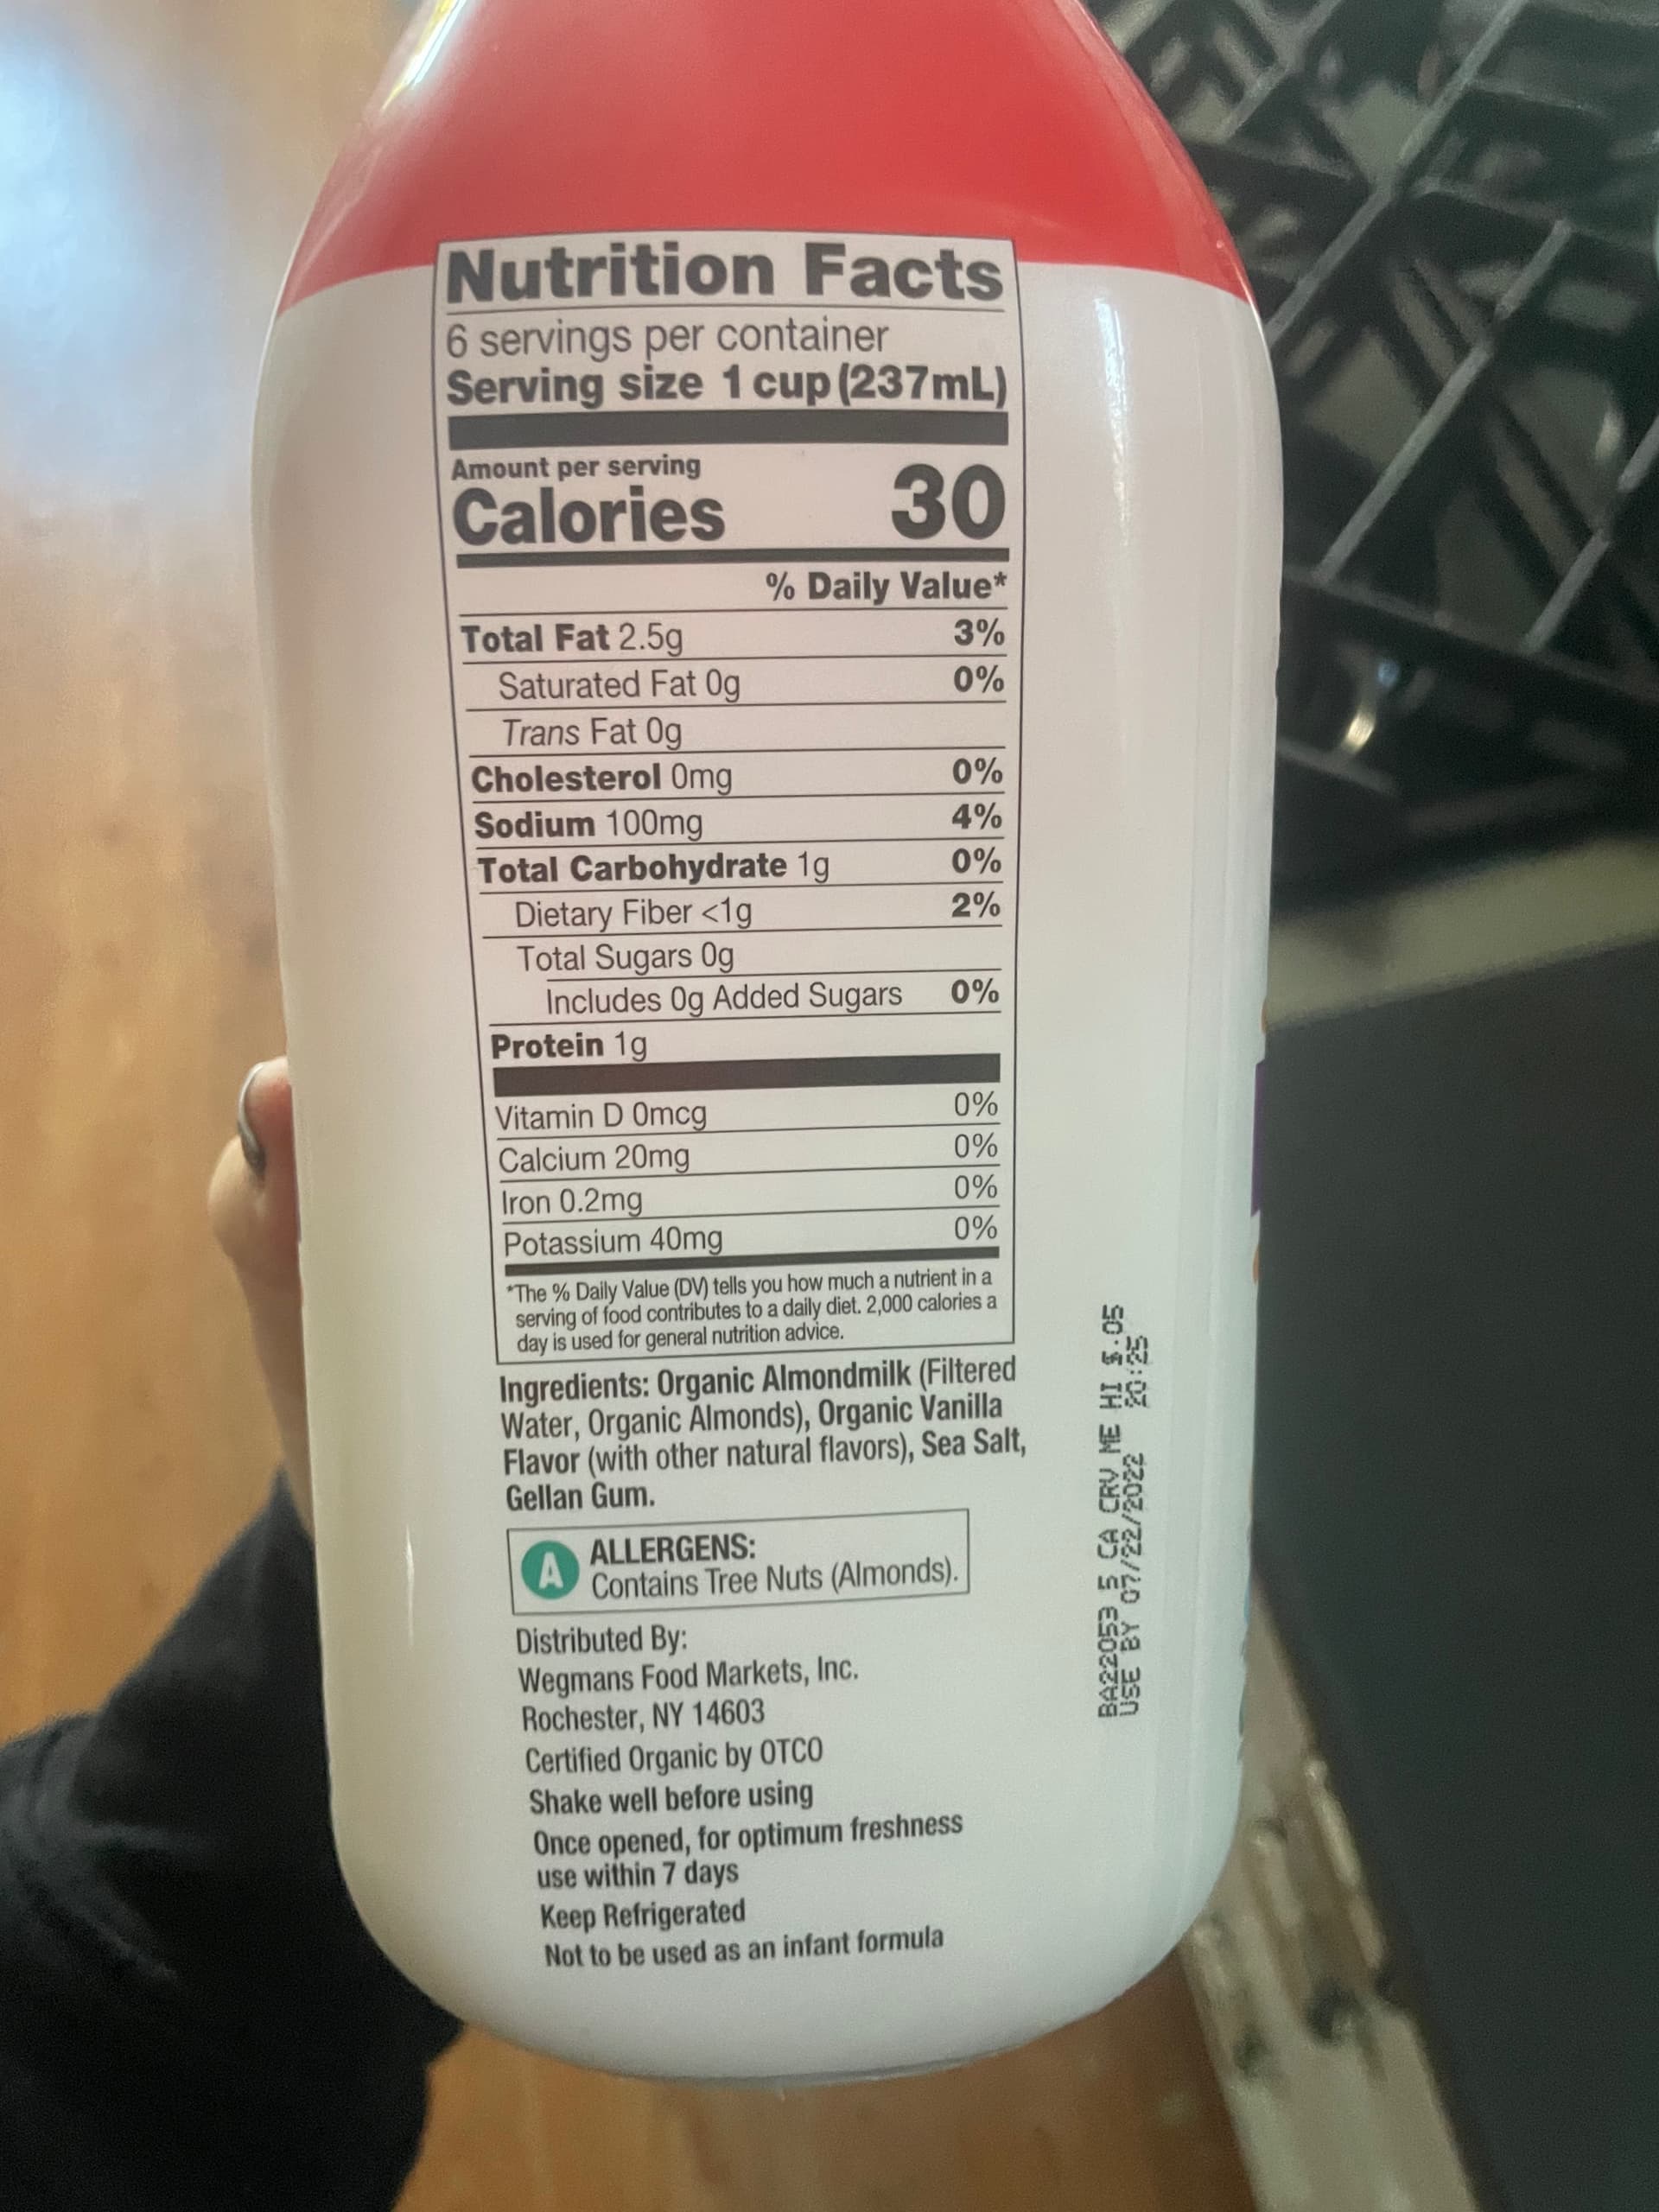 Nutrition Facts
6 servings per container
Serving size 1 cup (237mL)
Amount per serving
Calories 30
% Daily Value*
Total Fat 2.5g 3%
Saturated Fat 0g 0%
Trans Fat 0g
Cholesterol 0mg 0%
Sodium 100mg 4%
Total Carbohydrate 1g 0%
Dietary Fiber <1g 2%
Total Sugars 0g
Includes 0g Added Sugars 0%
Protein 1g
Vitamin D 0mcg 0%
Calcium 20mg 0%
Iron 0.2mg 0%
Potassium 40mg 0%
*The % Daily Value (DV) tells you how much a nutrient in a
serving of food contributes to a daily diet. 2,000 calories a
day is used for general nutrition advice.
Ingredients: Organic Almondmilk (Filtered
Water, Organic Almonds), Organic Vanilla
Flavor (with other natural flavors), Sea Salt,
Gellan Gum.
A ALLERGENS:
Contains Tree Nuts (Almonds).
Distributed By:
Wegmans Food Markets, Inc.
Rochester, NY 14603
Certified Organic by OTCO
Shake well before using
Once opened, for optimum freshness
use within 7 days
Keep Refrigerated
Not to be used as an infant formula
BA22053 5 CA CRV ME HI $.05
USE BY 07/22/2022 20:25